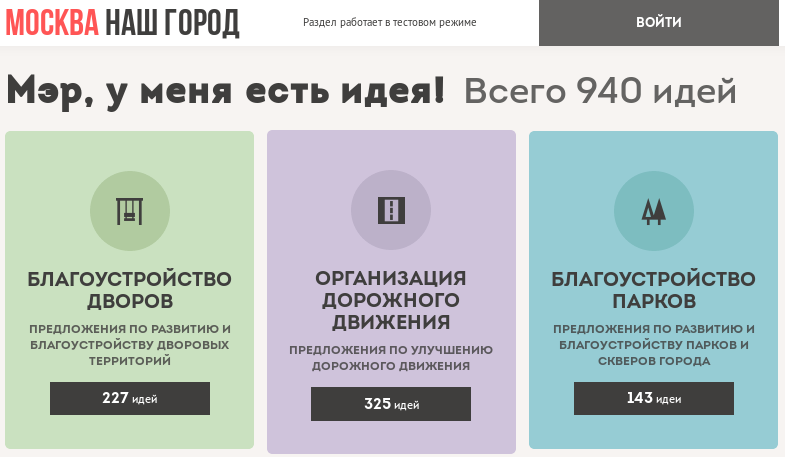 МОСКВА НАШ ГОРОД
Раздел работает в тестовом режиме
ВОЙТИ
Мэр, у меня есть идея! Всего 940 идей
БЛАГОУСТРОЙСТВО
ДВОРОВ
ПРЕДЛОЖЕНИЯ ПО РАЗВИТИЮ И
БЛАГОУСТРОЙСТВУ ДВОРОВЫХ
ТЕРРИТОРИЙ
227 идей
ОРГАНИЗАЦИЯ
ДОРОЖНОГО
ДВИЖЕНИЯ
ПРЕДЛОЖЕНИЯ ПО УЛУЧШЕНИЮ
ДОРОЖНОГО ДВИЖЕНИЯ
325 идей
БЛАГОУСТРОЙСТВО
ПАРКОВ
ПРЕДЛОЖЕНИЯ ПО РАЗВИТИЮ И
БЛАГОУСТРОЙСТВУ ПАРКОВ И
СКВЕРОВ ГОРОДА
143 идеи